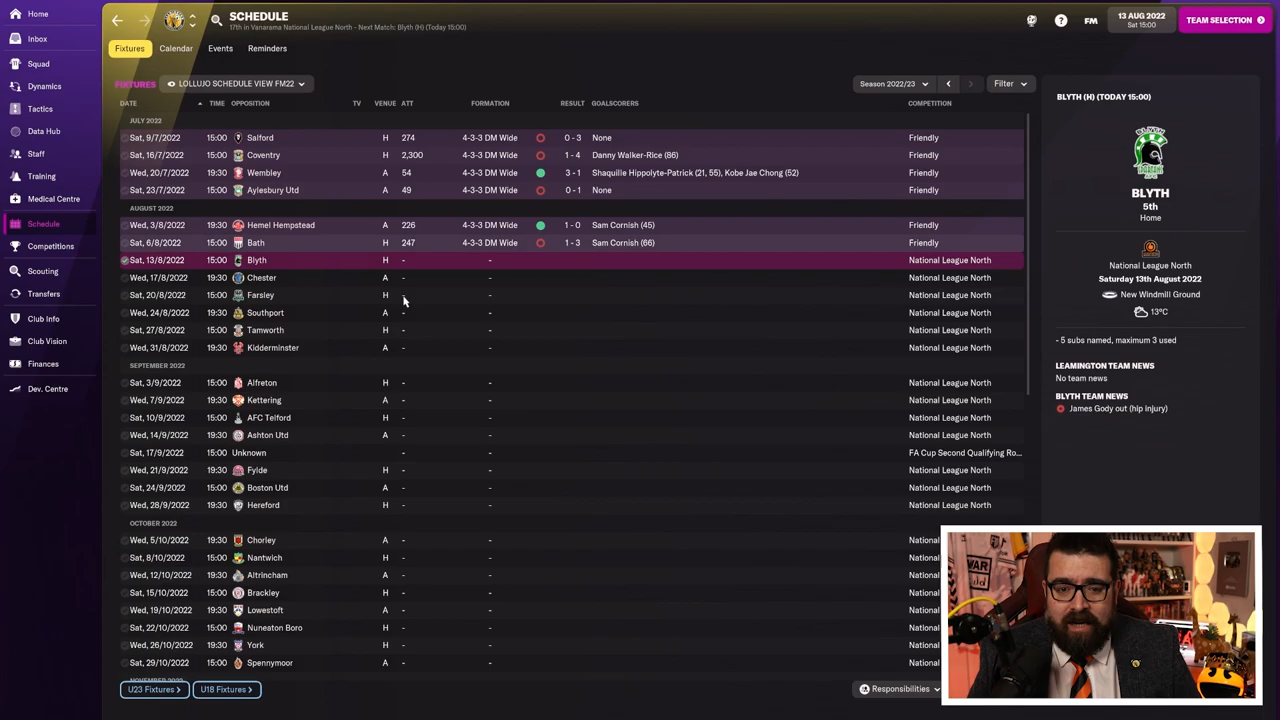 Home
Inbox
Squad
Dynamics
Tactics
Data Hub
Staff
Training
Medical Centre
Schedule
Competitions
Scouting
Transfers
Club Info
Club Vision
Finances
Dev. Centre
SCHEDULE
17th in Vanarama National League North - Next Match: Blyth (H) (Today 15:00)
FM
13 AUG 2022
Sat 15:00
TEAM SELECTION
Fixtures Calendar Events Reminders
FIXTURES LOLLUJO SCHEDULE VIEW FM22 Season 2022/23 Filter
DATE TIME OPPOSITION TV VENUE ATT FORMATION RESULT GOALSCORERS COMPETITION
JULY 2022
Sat, 9/7/2022 15:00 Salford H 274 4-3-3 DM Wide 0 - 3 None Friendly
Sat, 16/7/2022 15:00 Coventry H 2,300 4-3-3 DM Wide 1 - 4 Danny Walker-Rice (86) Friendly
Wed, 20/7/2022 19:30 Wembley A 54 4-3-3 DM Wide 3 - 1 Shaquille Hippolyte-Patrick (21, 55), Kobe Jae Chong (52) Friendly
Sat, 23/7/2022 15:00 Aylesbury Utd A 49 4-3-3 DM Wide 0 - 1 None Friendly
AUGUST 2022
Wed, 3/8/2022 19:30 Hemel Hempstead A 226 4-3-3 DM Wide 1 - 0 Sam Cornish (45) Friendly
Sat, 6/8/2022 15:00 Bath H 247 4-3-3 DM Wide 1 - 3 Sam Cornish (66) Friendly
Sat, 13/8/2022 15:00 Blyth H - - National League North
Wed, 17/8/2022 19:30 Chester A - - National League North
Sat, 20/8/2022 15:00 Farsley H - - National League North
Wed, 24/8/2022 19:30 Southport A - - National League North
Sat, 27/8/2022 15:00 Tamworth H - - National League North
Wed, 31/8/2022 19:30 Kidderminster A - - National League North
SEPTEMBER 2022
Sat, 3/9/2022 15:00 Alfreton H - - National League North
Wed, 7/9/2022 19:30 Kettering A - - National League North
Sat, 10/9/2022 15:00 AFC Telford H - - National League North
Wed, 14/9/2022 19:30 Ashton Utd A - - National League North
Sat, 17/9/2022 15:00 Unknown - - FA Cup Second Qualifying Ro...
Wed, 21/9/2022 19:30 Fylde H - - National League North
Sat, 24/9/2022 15:00 Boston Utd A - - National League North
Wed, 28/9/2022 19:30 Hereford H - - National League North
OCTOBER 2022
Wed, 5/10/2022 19:30 Chorley A - - National
Sat, 8/10/2022 15:00 Nantwich H - - National
Wed, 12/10/2022 19:30 Altrincham A - - National
Sat, 15/10/2022 15:00 Brackley H - - National
Wed, 19/10/2022 19:30 Lowestoft A - - National
Sat, 22/10/2022 15:00 Nuneaton Boro H - - National
Wed, 26/10/2022 19:30 York A - - National
Sat, 29/10/2022 15:00 Spennymoor A - - National
NOVEMBER 2022
U23 Fixtures U18 Fixtures Responsibilities
BLYTH (H) (TODAY 15:00)
BLYTH
5th
Home
National League North
Saturday 13th August 2022
New Windmill Ground
13°C
- 5 subs named, maximum 3 used
LEAMINGTON TEAM NEWS
No team news
BLYTH TEAM NEWS
James Gody out (hip injury)